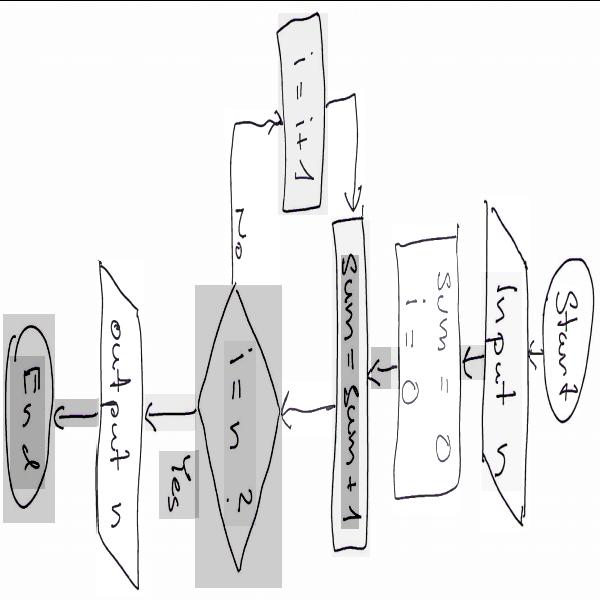 Start
Input n
sum = 0
i = 0
sum = sum + 1
i = n ?
No
i = i + 1
Yes
output n
End